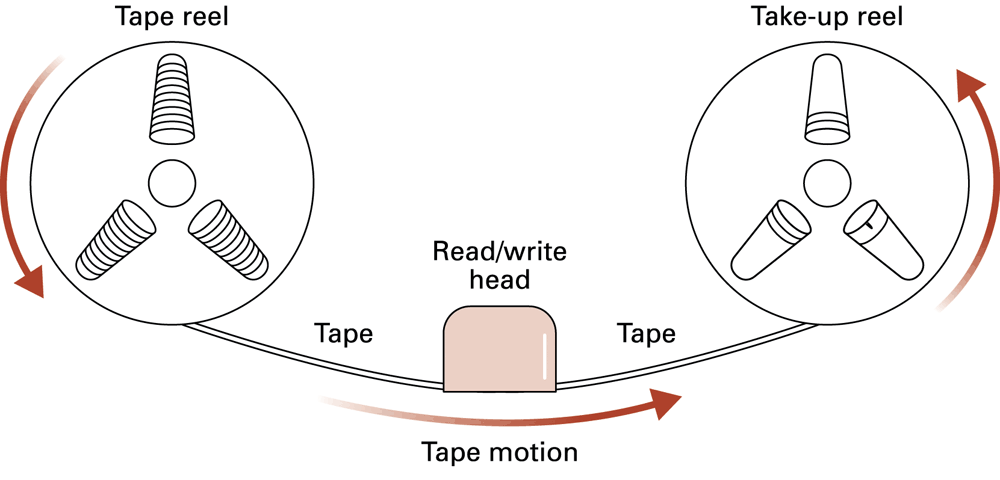 Tape reel
Take-up reel
Read/write
head
Tape
Tape
Tape motion